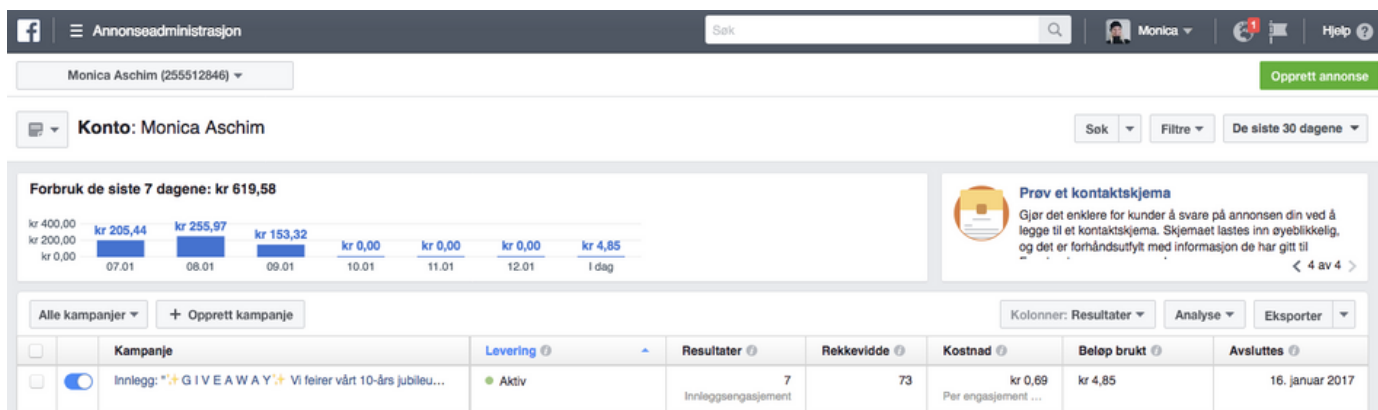 f Annonseadministrasjon Søk Monica 1 Hjelp
Monica Aschim (255512846) Opprett annonse
Konto: Monica Aschim Søk Filtre De siste 30 dagene
Forbruk de siste 7 dagene: kr 619,58
kr 400,00
kr 200,00
kr 0,00
kr 205,44 kr 255,97 kr 153,32 kr 0,00 kr 0,00 kr 0,00 kr 4,85
07.01 08.01 09.01 10.01 11.01 12.01 I dag
Prøv et kontaktskjema
Gjør det enklere for kunder å svare på annonsen din ved å
legge til et kontaktskjema. Skjemaet lastes inn øyeblikkelig,
og det er forhåndsutfylt med informasjon de har gitt til
< 4 av 4 >
Alle kampanjer + Opprett kampanje Kolonner: Resultater Analyse Eksporter
Kampanje Levering Resultater Rekkevidde Kostnad Beløp brukt Avsluttes
Innlegg: "✨G I V E A W A Y✨ Vi feirer vårt 10-års jubileu... Aktiv 7 73 kr 0,69 kr 4,85 16. januar 2017
Innleggsengasjement Per engasjement ...